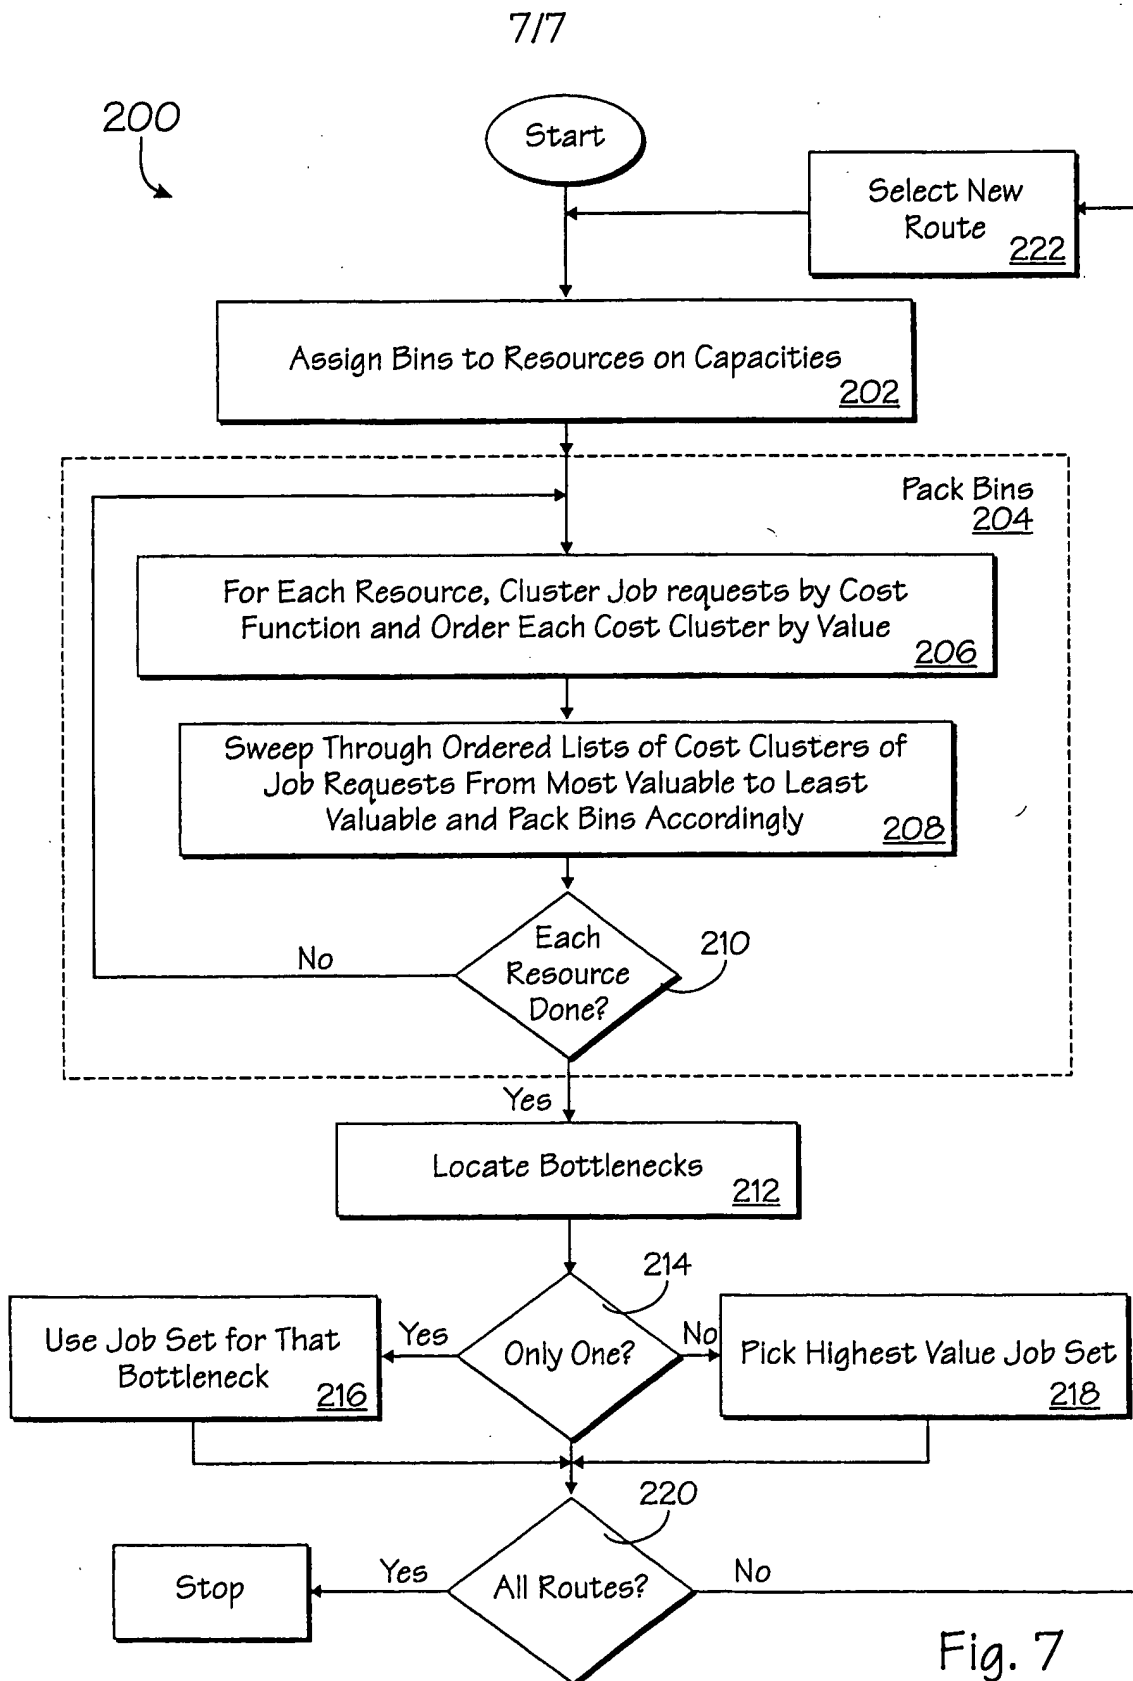 7/7
200
Start
Select New
Route
222
Assign Bins to Resources on Capacities
202
Pack Bins
204
For Each Resource, Cluster Job requests by Cost
Function and Order Each Cost Cluster by Value
206
Sweep Through Ordered Lists of Cost Clusters of
Job Requests From Most Valuable to Least
Valuable and Pack Bins Accordingly
208
Each
Resource
Done?
210
No
Yes
Locate Bottlenecks
212
214
Only One?
Yes
No
Use Job Set for That
Bottleneck
216
Pick Highest Value Job Set
218
220
All Routes?
Yes
No
Stop
Fig. 7